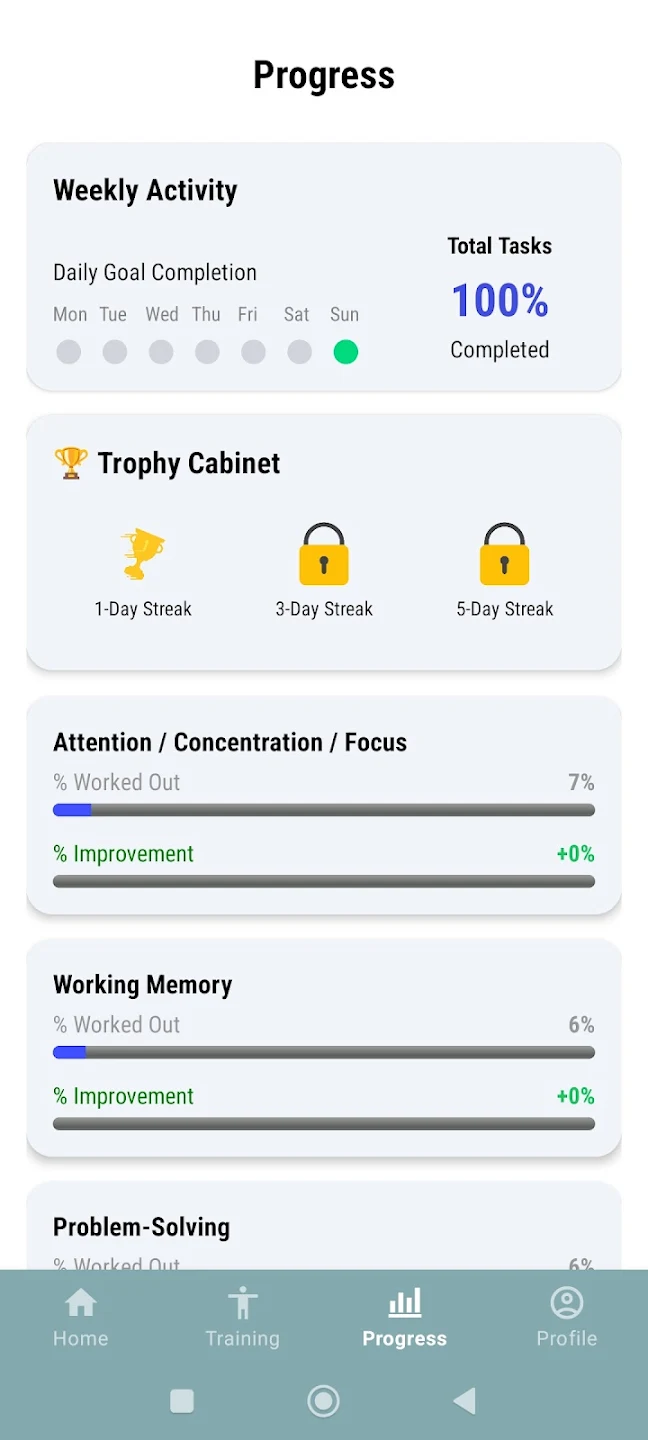 Progress
Weekly Activity
Total Tasks
Daily Goal Completion
100%
Mon Tue Wed Thu Fri Sat Sun
Completed
Trophy Cabinet
1-Day Streak 3-Day Streak 5-Day Streak
Attention / Concentration / Focus
% Worked Out 7%
% Improvement +0%
Working Memory
% Worked Out 6%
% Improvement +0%
Problem-Solving
% Worked Out 6%
Home Training Progress Profile